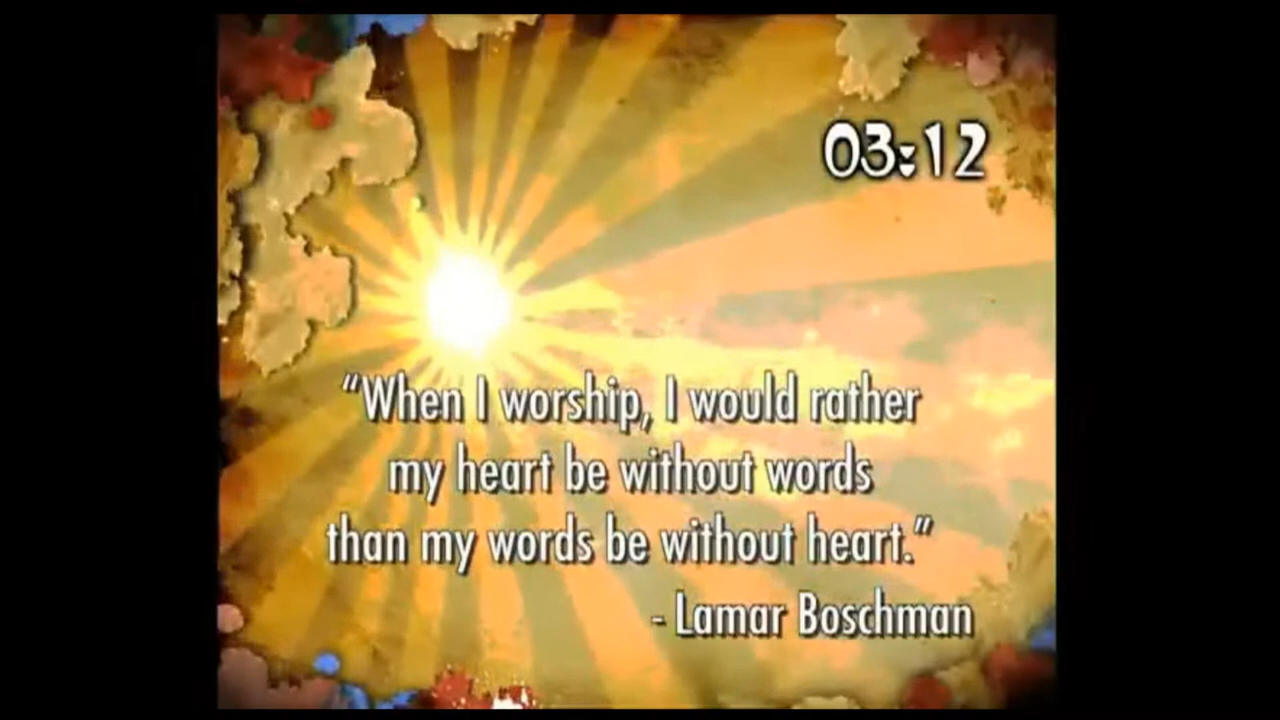 03:12
“When I worship, I would rather
my heart be without words
than my words be without heart.”
- Lamar Boschman